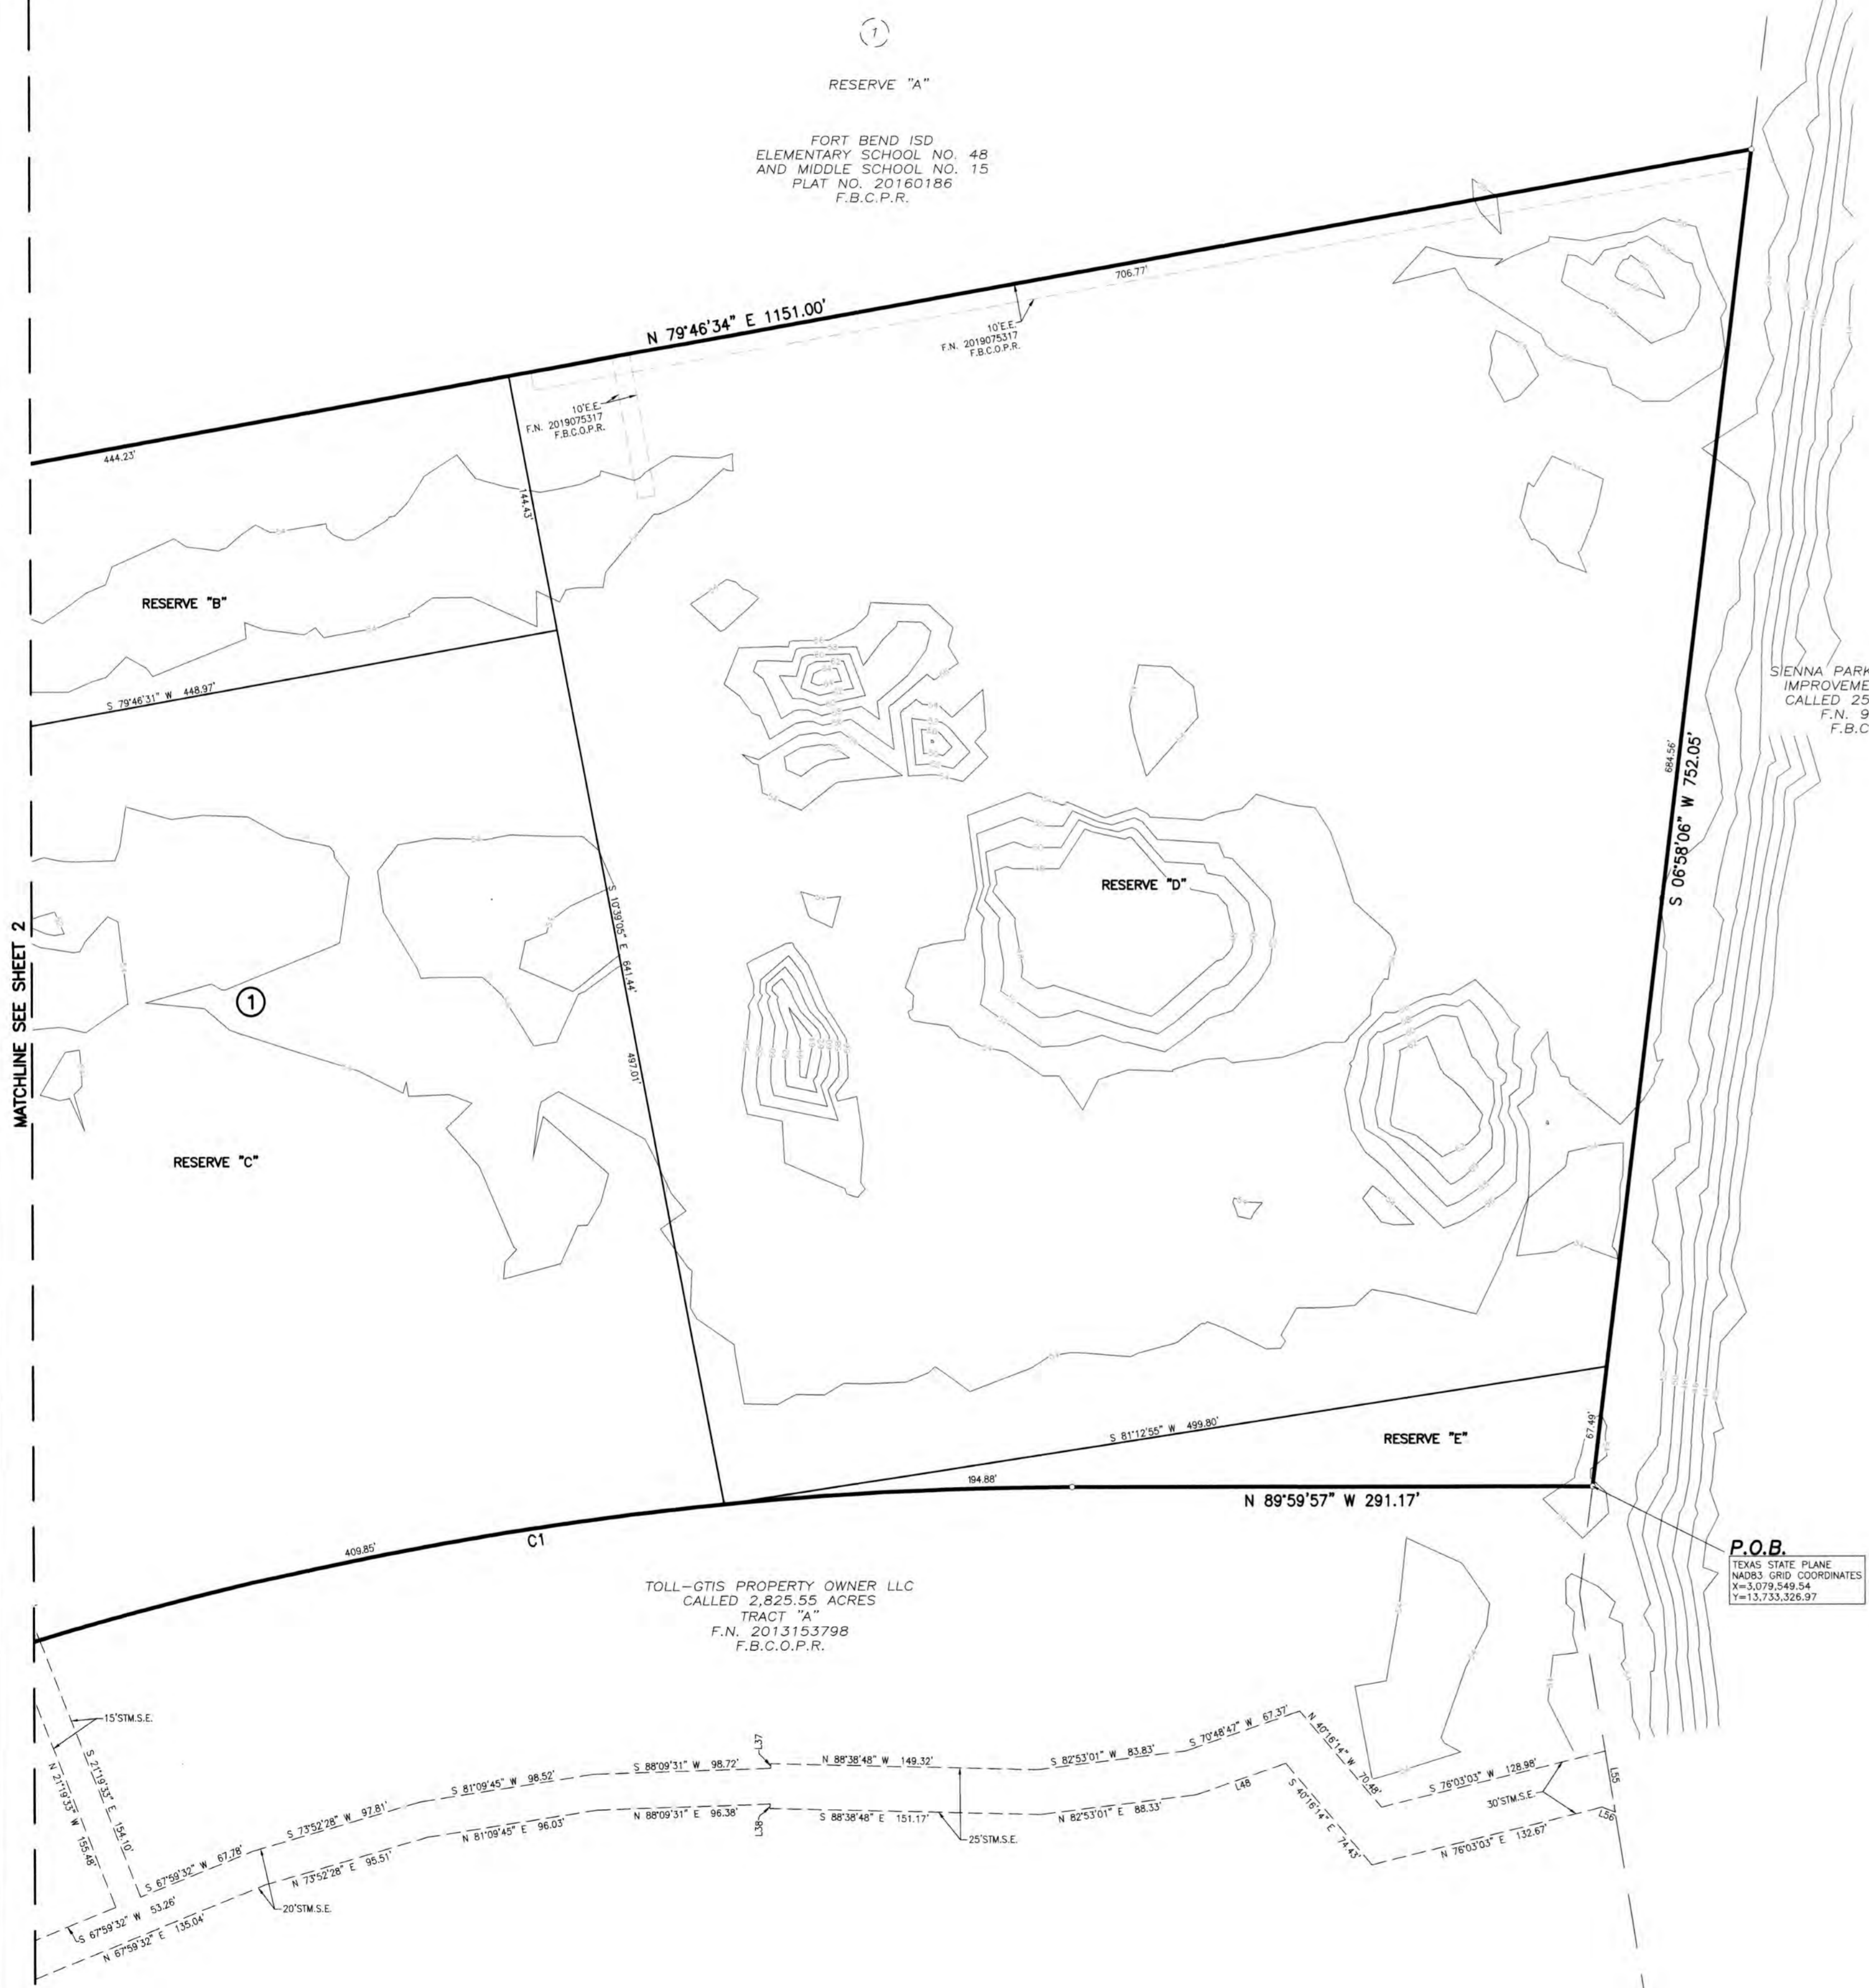 1
RESERVE "A"
FORT BEND ISD
ELEMENTARY SCHOOL NO. 48
AND MIDDLE SCHOOL NO. 15
PLAT NO. 20160186
F.B.C.P.R.
706.77'
N 79°46'34" E 1151.00'
10'E.E.
F.N. 2019075317
F.B.C.O.P.R.
10'E.E.
F.N. 2019075317
F.B.C.O.P.R.
444.23'
144.43'
RESERVE "B"
S 79°46'31" W 448.97'
SIENNA PARK
IMPROVEME
CALLED 25
F.N. 9
F.B.C
684.56'
S 06°58'06" W 752.05'
RESERVE "D"
S 10°39'05" E 641.44'
497.01'
MATCHLINE SEE SHEET 2
1
RESERVE "C"
S 81°12'55" W 499.80'
RESERVE "E"
67.49'
194.88'
N 89°59'57" W 291.17'
C1
409.85'
P.O.B.
TEXAS STATE PLANE
NAD83 GRID COORDINATES
X=3,079,549.54
Y=13,733,326.97
TOLL-GTIS PROPERTY OWNER LLC
CALLED 2,825.55 ACRES
TRACT "A"
F.N. 2013153798
F.B.C.O.P.R.
15'STM.S.E.
N 21°19'33" W 155.48'
S 21°19'33" E 154.10'
S 67°59'32" W 67.78'
S 73°52'28" W 97.81'
S 81°09'45" W 98.52'
S 88°09'31" W 98.72'
L37
N 88°38'48" W 149.32'
S 82°53'01" W 83.83'
S 70°48'47" W 67.37'
N 40°16'14" W 70.48'
S 76°03'03" W 128.98'
L55
30'STM.S.E.
L56
N 76°03'03" E 132.67'
S 40°16'14" E 74.43'
L48
N 82°53'01" E 88.33'
25'STM.S.E.
S 88°38'48" E 151.17'
L38
N 88°09'31" E 96.38'
N 81°09'45" E 96.03'
N 73°52'28" E 95.51'
20'STM.S.E.
S 67°59'32" W 53.26'
N 67°59'32" E 135.04'